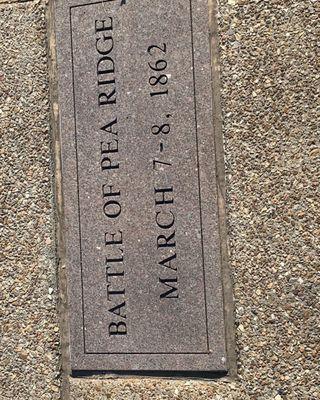 BATTLE OF PEA RIDGE
MARCH 7-8, 1862